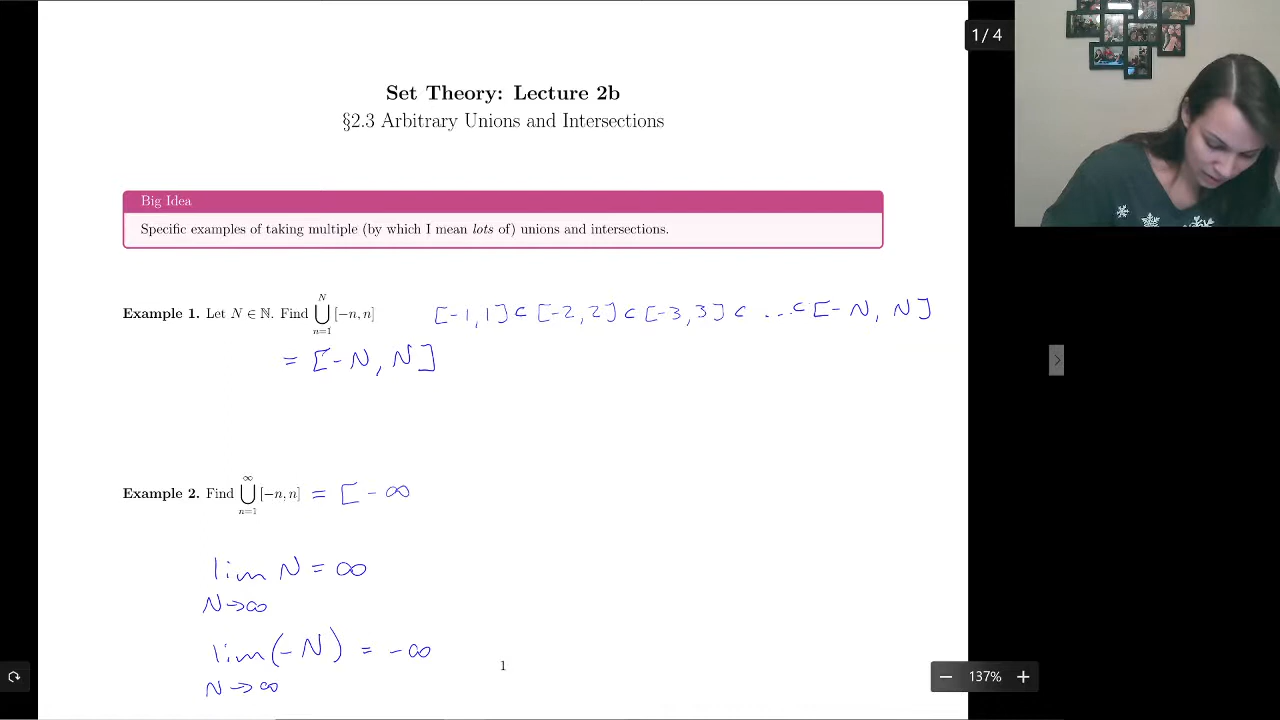 1 / 4
Set Theory: Lecture 2b
§2.3 Arbitrary Unions and Intersections
Big Idea
Specific examples of taking multiple (by which I mean lots of) unions and intersections.
Example 1. Let N ∈ ℕ. Find ⋃_{n=1}^{N} [−n, n] [-1,1] ⊂ [-2,2] ⊂ [-3,3] ⊂ ... ⊂ [-N, N]
= [-N, N]
Example 2. Find ⋃_{n=1}^{∞} [−n, n] = [-∞
lim N = ∞
N→∞
lim (-N) = -∞
N→∞
1
137%